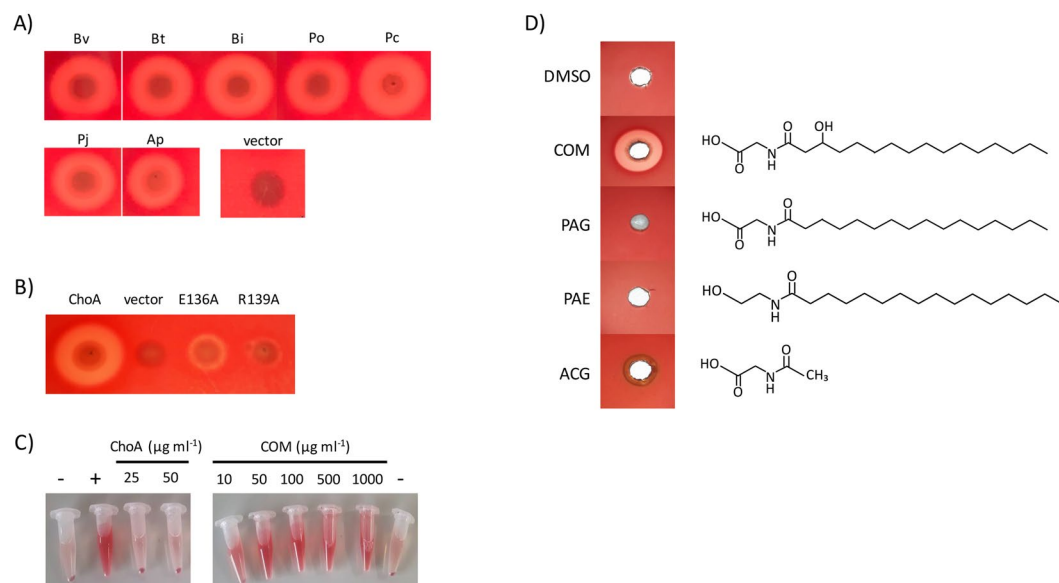 A)
Bv Bt Bi Po Pc
Pj Ap vector
B)
ChoA vector E136A R139A
C)
ChoA (µg ml⁻¹) COM (µg ml⁻¹)
- + 25 50 10 50 100 500 1000 -
D)
DMSO
COM
HO O N H O OH
PAG
HO O N H O
PAE
HO N H O
ACG
HO O N H O CH₃